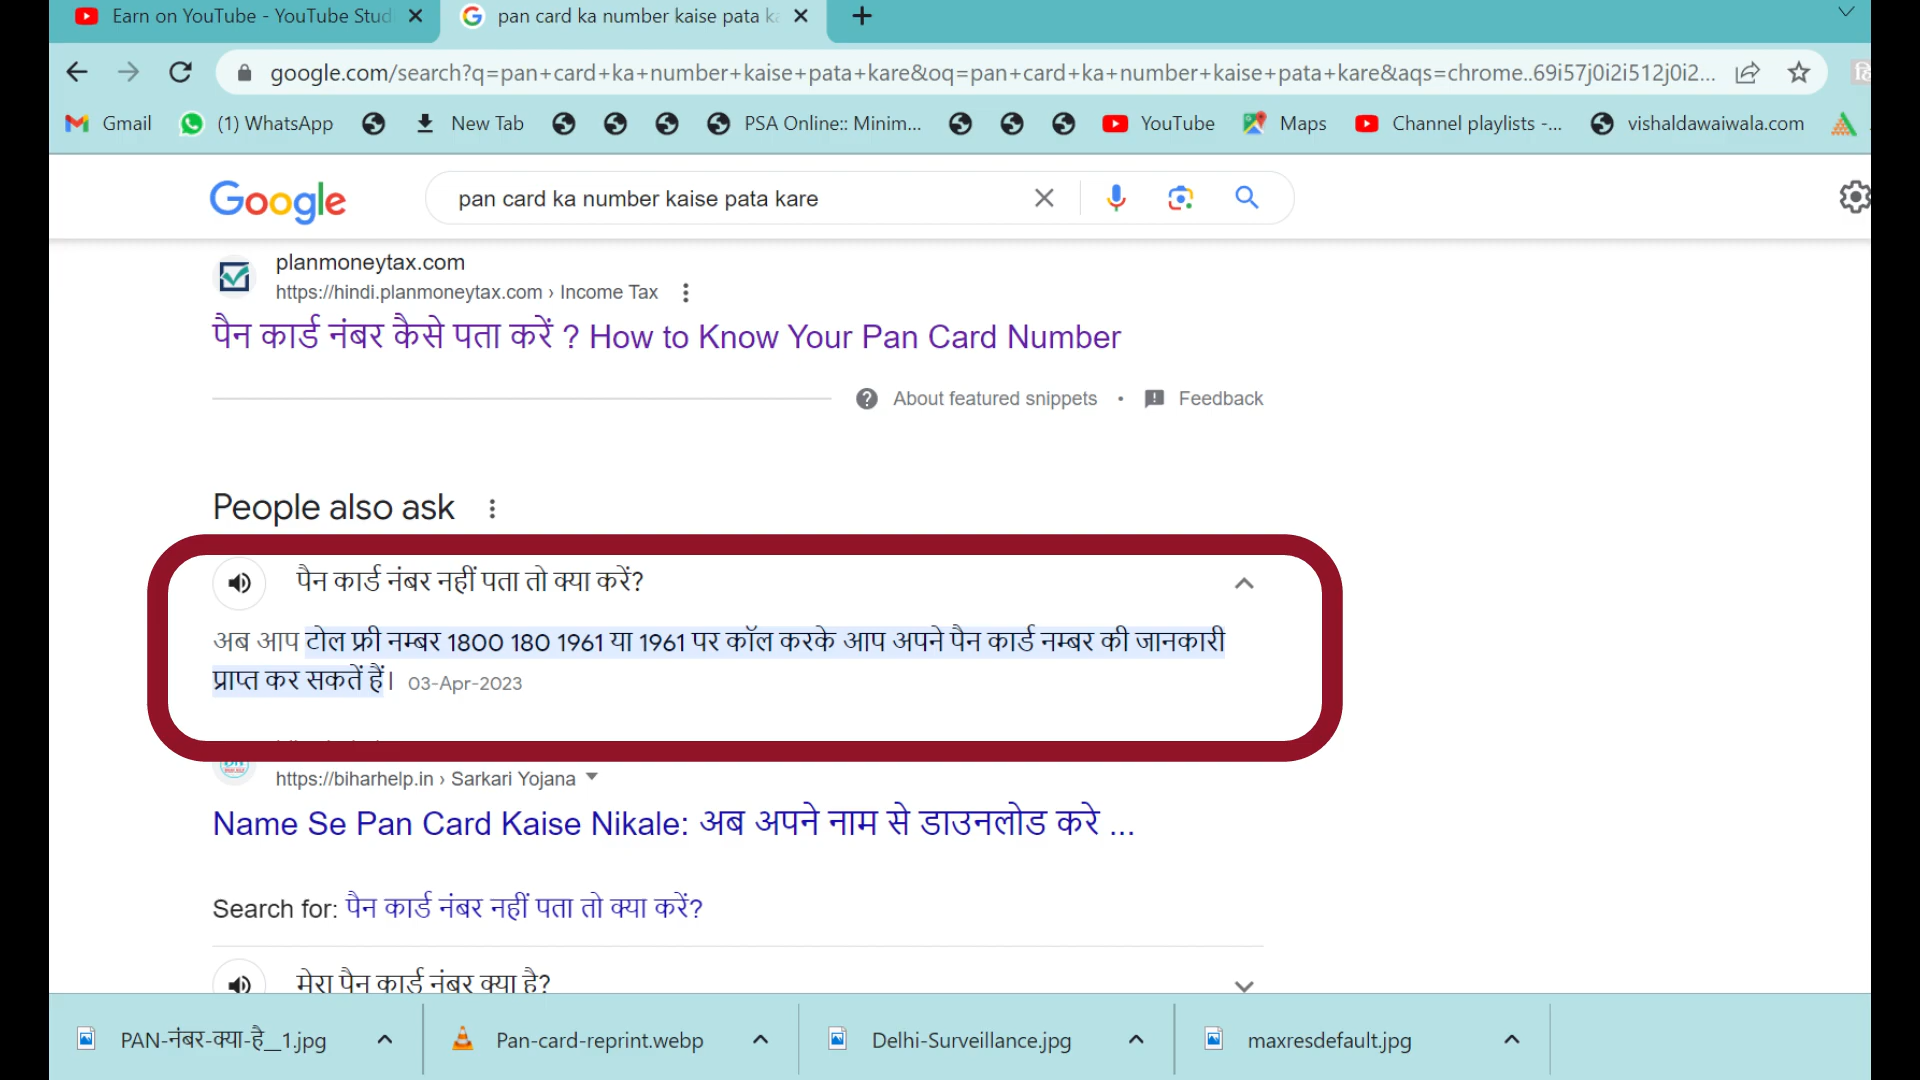 Earn on YouTube - YouTube Stud
pan card ka number kaise pata ka
google.com/search?q=pan+card+ka+number+kaise+pata+kare&oq=pan+card+ka+number+kaise+pata+kare&aqs=chrome..69i57j0i2i512j0i2...
Gmail
(1) WhatsApp
New Tab
PSA Online:: Minim...
YouTube
Maps
Channel playlists -...
vishaldawaiwala.com
Google
pan card ka number kaise pata kare
planmoneytax.com
https://hindi.planmoneytax.com › Income Tax
पैन कार्ड नंबर कैसे पता करें ? How to Know Your Pan Card Number
About featured snippets • Feedback
People also ask
पैन कार्ड नंबर नहीं पता तो क्या करें?
अब आप टोल फ्री नम्बर 1800 180 1961 या 1961 पर कॉल करके आप अपने पैन कार्ड नम्बर की जानकारी
प्राप्त कर सकतें हैं। 03-Apr-2023
https://biharhelp.in › Sarkari Yojana
Name Se Pan Card Kaise Nikale: अब अपने नाम से डाउनलोड करे ...
Search for: पैन कार्ड नंबर नहीं पता तो क्या करें?
मेरा पैन कार्ड नंबर क्या है?
PAN-नंबर-क्या-है__1.jpg
Pan-card-reprint.webp
Delhi-Surveillance.jpg
maxresdefault.jpg